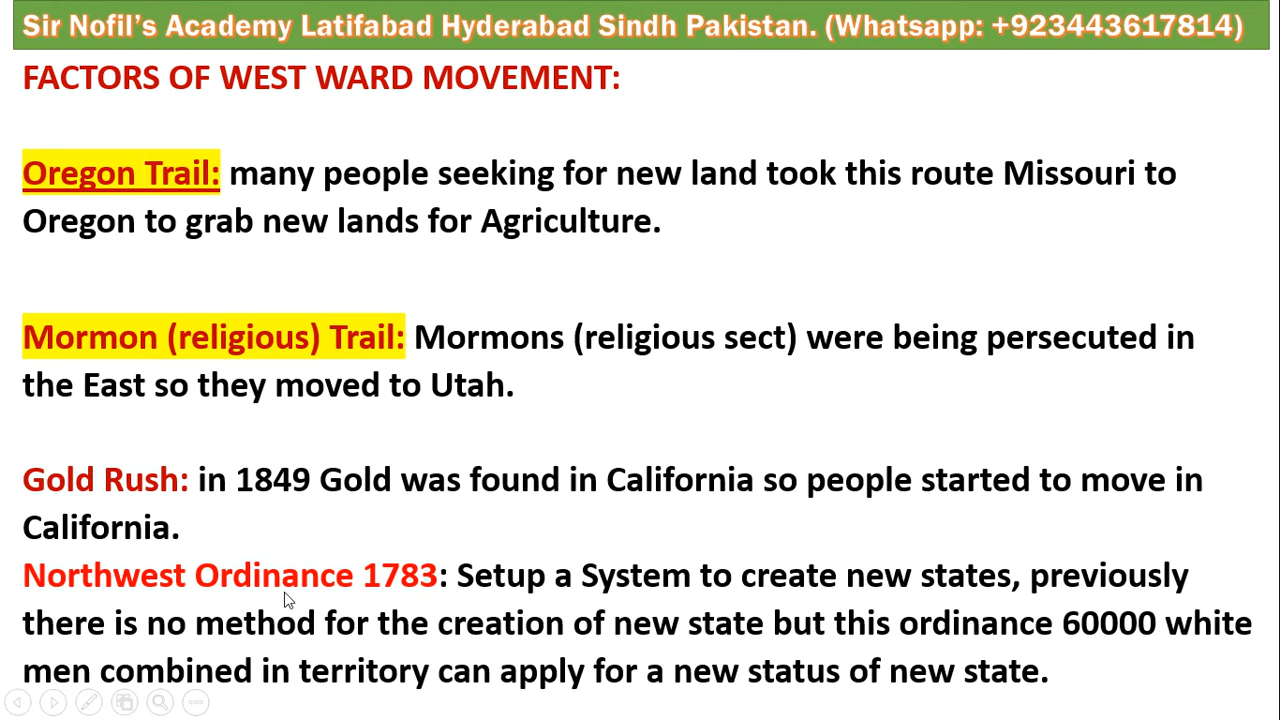 Sir Nofil's Academy Latifabad Hyderabad Sindh Pakistan. (Whatsapp: +923443617814)
FACTORS OF WEST WARD MOVEMENT:
Oregon Trail: many people seeking for new land took this route Missouri to
Oregon to grab new lands for Agriculture.
Mormon (religious) Trail: Mormons (religious sect) were being persecuted in
the East so they moved to Utah.
Gold Rush: in 1849 Gold was found in California so people started to move in
California.
Northwest Ordinance 1783: Setup a System to create new states, previously
there is no method for the creation of new state but this ordinance 60000 white
men combined in territory can apply for a new status of new state.